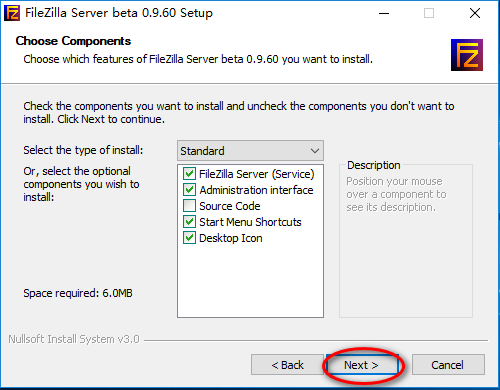 FileZilla Server beta 0.9.60 Setup
Choose Components
Choose which features of FileZilla Server beta 0.9.60 you want to install.
Check the components you want to install and uncheck the components you don't want to
install. Click Next to continue.
Select the type of install:
Standard
Or, select the optional
components you wish to
install:
FileZilla Server (Service)
Administration interface
Source Code
Start Menu Shortcuts
Desktop Icon
Description
Position your mouse
over a component to
see its description.
Space required: 6.0MB
Nullsoft Install System v3.0
< Back
Next >
Cancel